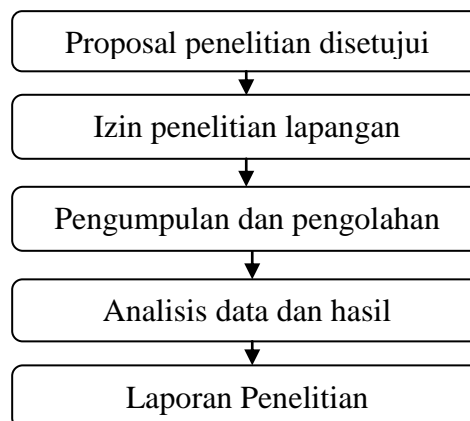 Proposal penelitian disetujui
Izin penelitian lapangan
Pengumpulan dan pengolahan
Analisis data dan hasil
Laporan Penelitian